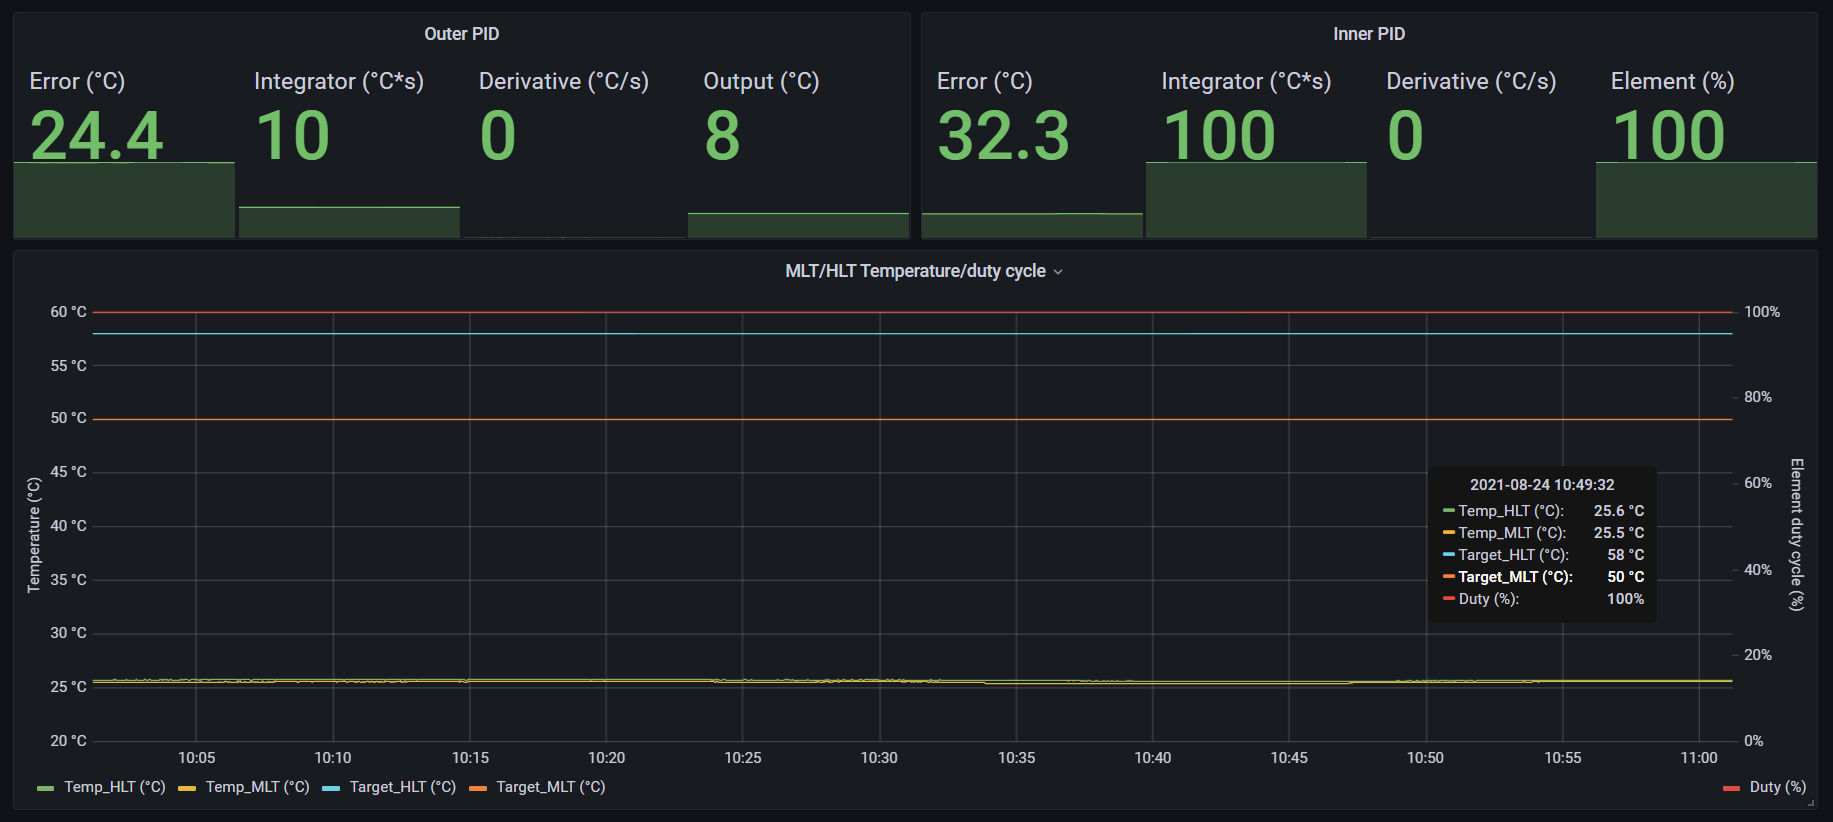 Outer PID
Error (°C) Integrator (°C*s) Derivative (°C/s) Output (°C)
24.4 10 0 8
Inner PID
Error (°C) Integrator (°C*s) Derivative (°C/s) Element (%)
32.3 100 0 100
MLT/HLT Temperature/duty cycle
Temperature (°C)
60 °C
55 °C
50 °C
45 °C
40 °C
35 °C
30 °C
25 °C
20 °C
100%
80%
60%
40%
20%
0%
Element duty cycle (%)
2021-08-24 10:49:32
Temp_HLT (°C): 25.6 °C
Temp_MLT (°C): 25.5 °C
Target_HLT (°C): 58 °C
Target_MLT (°C): 50 °C
Duty (%): 100%
10:05 10:10 10:15 10:20 10:25 10:30 10:35 10:40 10:45 10:50 10:55 11:00
Temp_HLT (°C) Temp_MLT (°C) Target_HLT (°C) Target_MLT (°C) Duty (%)